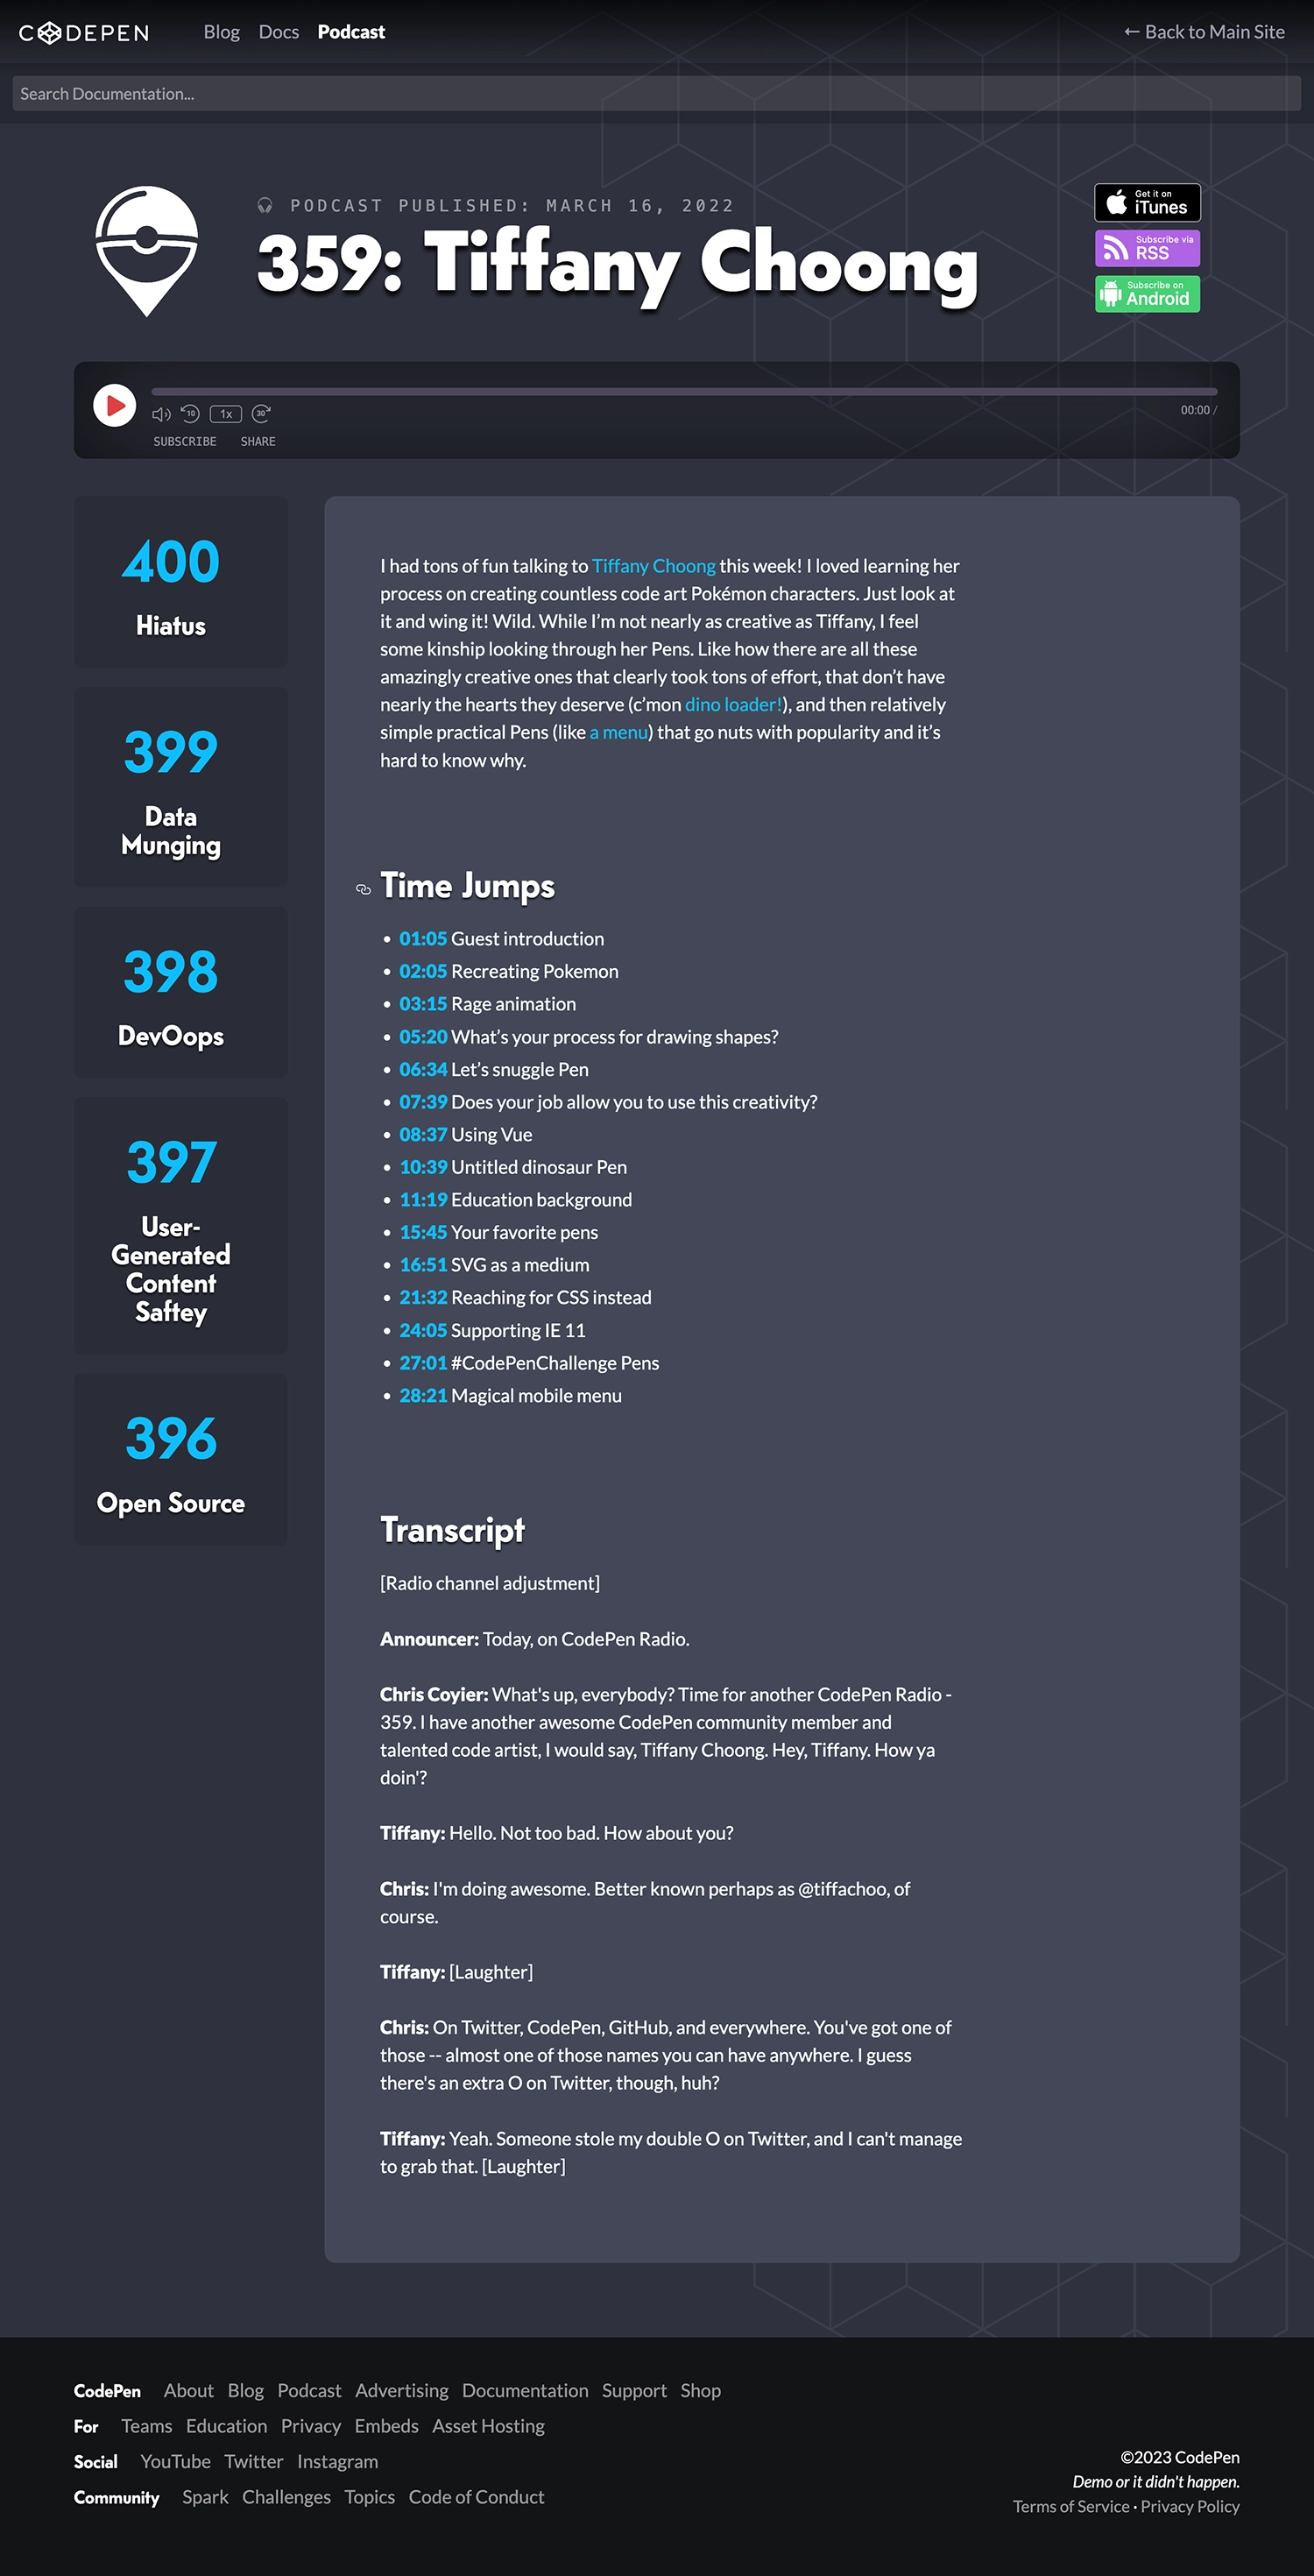 CODEPEN Blog Docs Podcast ← Back to Main Site
Search Documentation...
PODCAST PUBLISHED: MARCH 16, 2022
359: Tiffany Choong
Get it on
iTunes
Subscribe via
RSS
Subscribe on
Android
10 1x 30 00:00 /
SUBSCRIBE SHARE
400
Hiatus
399
Data
Munging
398
DevOops
397
User-
Generated
Content
Saftey
396
Open Source
I had tons of fun talking to Tiffany Choong this week! I loved learning her
process on creating countless code art Pokémon characters. Just look at
it and wing it! Wild. While I’m not nearly as creative as Tiffany, I feel
some kinship looking through her Pens. Like how there are all these
amazingly creative ones that clearly took tons of effort, that don’t have
nearly the hearts they deserve (c’mon dino loader!), and then relatively
simple practical Pens (like a menu) that go nuts with popularity and it’s
hard to know why.
Time Jumps
• 01:05 Guest introduction
• 02:05 Recreating Pokemon
• 03:15 Rage animation
• 05:20 What’s your process for drawing shapes?
• 06:34 Let’s snuggle Pen
• 07:39 Does your job allow you to use this creativity?
• 08:37 Using Vue
• 10:39 Untitled dinosaur Pen
• 11:19 Education background
• 15:45 Your favorite pens
• 16:51 SVG as a medium
• 21:32 Reaching for CSS instead
• 24:05 Supporting IE 11
• 27:01 #CodePenChallenge Pens
• 28:21 Magical mobile menu
Transcript
[Radio channel adjustment]
Announcer: Today, on CodePen Radio.
Chris Coyier: What's up, everybody? Time for another CodePen Radio -
359. I have another awesome CodePen community member and
talented code artist, I would say, Tiffany Choong. Hey, Tiffany. How ya
doin'?
Tiffany: Hello. Not too bad. How about you?
Chris: I'm doing awesome. Better known perhaps as @tiffachoo, of
course.
Tiffany: [Laughter]
Chris: On Twitter, CodePen, GitHub, and everywhere. You've got one of
those -- almost one of those names you can have anywhere. I guess
there's an extra O on Twitter, though, huh?
Tiffany: Yeah. Someone stole my double O on Twitter, and I can't manage
to grab that. [Laughter]
CodePen About Blog Podcast Advertising Documentation Support Shop
For Teams Education Privacy Embeds Asset Hosting
Social YouTube Twitter Instagram
Community Spark Challenges Topics Code of Conduct
©2023 CodePen
Demo or it didn't happen.
Terms of Service • Privacy Policy